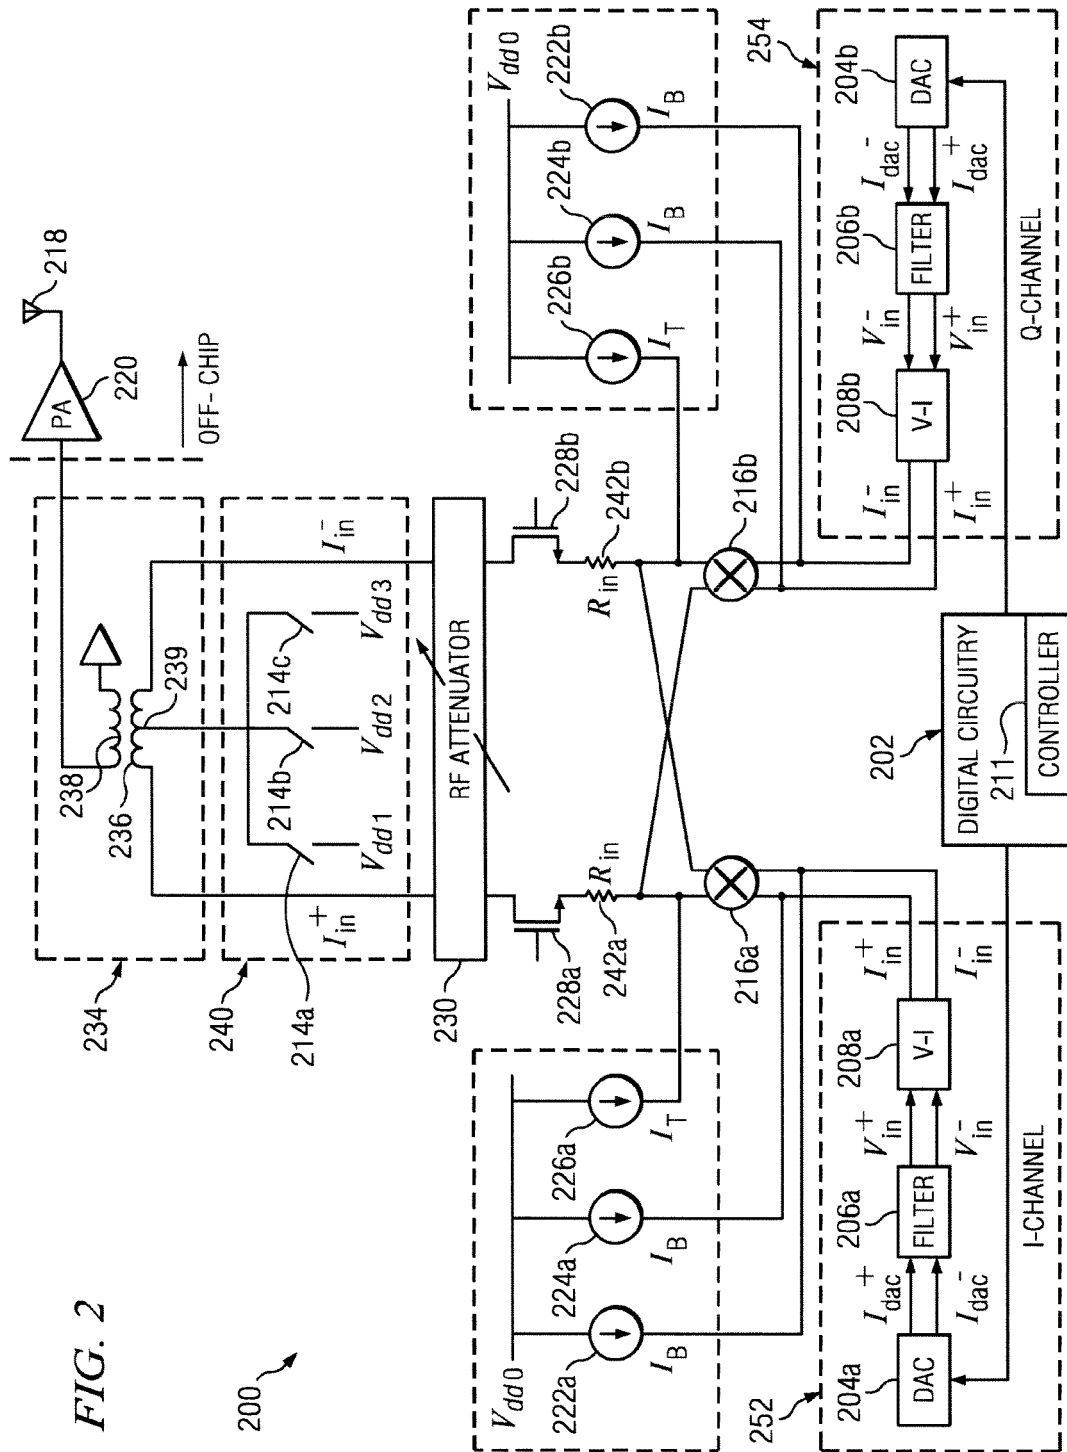 FIG. 2
200
234
238
236
239
PA
220
218
OFF-CHIP
240
I_in^+
I_in^-
214a
214b
214c
V_dd1
V_dd2
V_dd3
230
RF ATTENUATOR
228a
228b
242a
R_in
R_in
242b
216a
216b
V_dd0
222a
224a
226a
I_B
I_B
I_T
V_dd0
226b
224b
222b
I_T
I_B
I_B
252
204a
DAC
I_dac^+
I_dac^-
206a
FILTER
V_in^+
V_in^-
208a
V-I
I_in^+
I_in^-
I-CHANNEL
202
DIGITAL CIRCUITRY
211
CONTROLLER
254
I_in^-
I_in^+
208b
V-I
V_in^-
V_in^+
206b
FILTER
I_dac^-
I_dac^+
204b
DAC
Q-CHANNEL